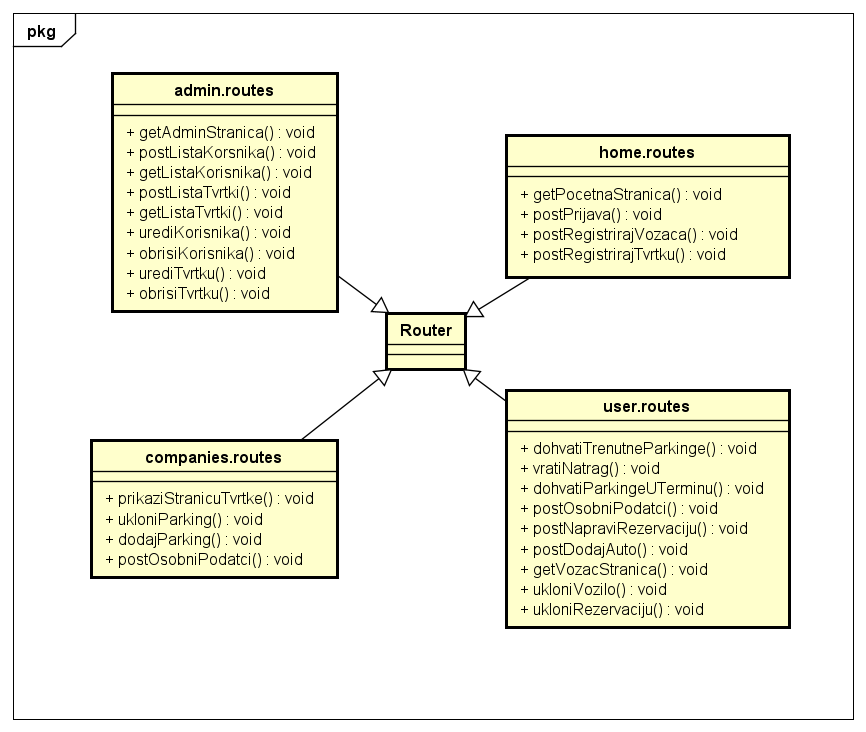 pkg
admin.routes
+ getAdminStranica() : void
+ postListaKorsnika() : void
+ getListaKorisnika() : void
+ postListaTvrtki() : void
+ getListaTvrtki() : void
+ urediKorisnika() : void
+ obrisiKorisnika() : void
+ urediTvrtku() : void
+ obrisiTvrtku() : void
home.routes
+ getPocetnaStranica() : void
+ postPrijava() : void
+ postRegistrirajVozaca() : void
+ postRegistrirajTvrtku() : void
Router
companies.routes
+ prikaziStranicuTvrtke() : void
+ ukloniParking() : void
+ dodajParking() : void
+ postOsobniPodatci() : void
user.routes
+ dohvatiTrenutneParkinge() : void
+ vratiNatrag() : void
+ dohvatiParkingeUTerminu() : void
+ postOsobniPodatci() : void
+ postNapraviRezervaciju() : void
+ postDodajAuto() : void
+ getVozacStranica() : void
+ ukloniVozilo() : void
+ ukloniRezervaciju() : void